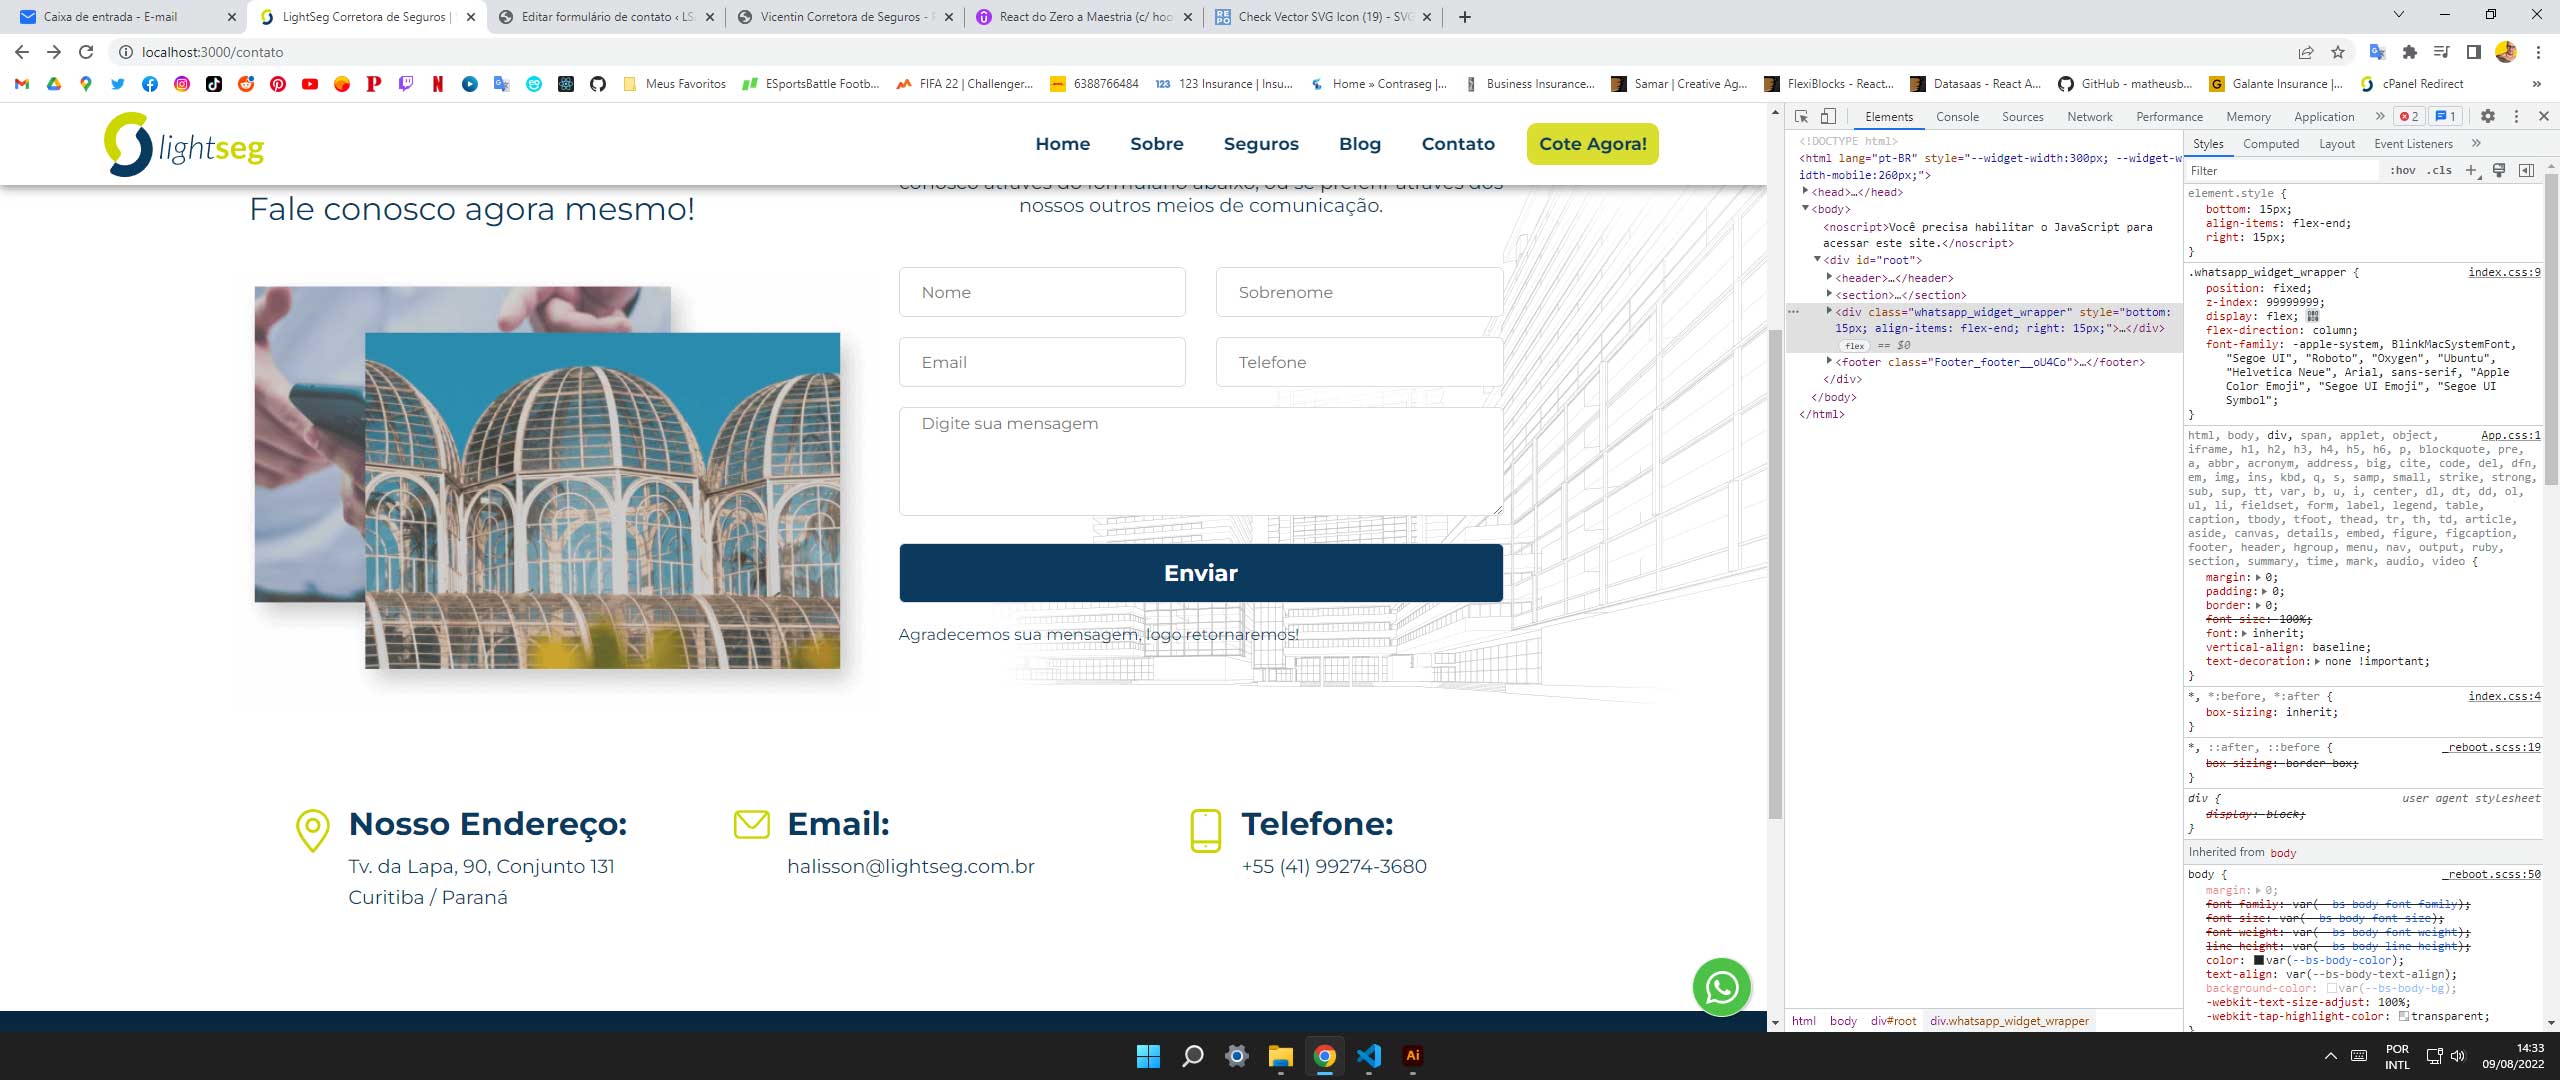 Caixa de entrada - E-mail
LightSeg Corretora de Seguros |
Editar formulário de contato ‹ LS
Vicentin Corretora de Seguros -
React do Zero a Maestria (c/ hoo
Check Vector SVG Icon (19) - SVG
localhost:3000/contato
Meus Favoritos
ESportsBattle Footb...
FIFA 22 | Challenger...
6388766484
123 Insurance | Insu...
Home » Contraseg |...
Business Insurance...
Samar | Creative Ag...
FlexiBlocks - React...
Datasaas - React A...
GitHub - matheusb...
Galante Insurance |...
cPanel Redirect
»
lightseg
Home
Sobre
Seguros
Blog
Contato
Cote Agora!
Fale conosco agora mesmo!
conosco através do formulário abaixo, ou se preferir através dos
nossos outros meios de comunicação.
Nome
Sobrenome
Email
Telefone
Digite sua mensagem
Enviar
Agradecemos sua mensagem, logo retornaremos!
Nosso Endereço:
Tv. da Lapa, 90, Conjunto 131
Curitiba / Paraná
Email:
halisson@lightseg.com.br
Telefone:
+55 (41) 99274-3680
Elements
Console
Sources
Network
Performance
Memory
Application
»
2
1
<!DOCTYPE html>
<html lang="pt-BR" style="--widget-width:300px; --widget-w
idth-mobile:260px;">
<head>…</head>
<body>
<noscript>Você precisa habilitar o JavaScript para
acessar este site.</noscript>
<div id="root">
<header>…</header>
<section>…</section>
<div class="whatsapp_widget_wrapper" style="bottom:
15px; align-items: flex-end; right: 15px;">…</div>
flex == $0
<footer class="Footer_footer__oU4Co">…</footer>
</div>
</body>
</html>
html
body
div#root
div.whatsapp_widget_wrapper
Styles
Computed
Layout
Event Listeners
»
Filter
:hov .cls +
element.style {
bottom: 15px;
align-items: flex-end;
right: 15px;
}
.whatsapp_widget_wrapper { index.css:9
position: fixed;
z-index: 99999999;
display: flex;
flex-direction: column;
font-family: -apple-system, BlinkMacSystemFont,
"Segoe UI", "Roboto", "Oxygen", "Ubuntu",
"Helvetica Neue", Arial, sans-serif, "Apple
Color Emoji", "Segoe UI Emoji", "Segoe UI
Symbol";
}
html, body, div, span, applet, object, App.css:1
iframe, h1, h2, h3, h4, h5, h6, p, blockquote, pre,
a, abbr, acronym, address, big, cite, code, del, dfn,
em, img, ins, kbd, q, s, samp, small, strike, strong,
sub, sup, tt, var, b, u, i, center, dl, dt, dd, ol,
ul, li, fieldset, form, label, legend, table,
caption, tbody, tfoot, thead, tr, th, td, article,
aside, canvas, details, embed, figure, figcaption,
footer, header, hgroup, menu, nav, output, ruby,
section, summary, time, mark, audio, video {
margin: 0;
padding: 0;
border: 0;
font-size: 100%;
font: inherit;
vertical-align: baseline;
text-decoration: none !important;
}
*, *:before, *:after { index.css:4
box-sizing: inherit;
}
*, ::after, ::before { _reboot.scss:19
box-sizing: border-box;
}
div { user agent stylesheet
display: block;
}
Inherited from body
body { _reboot.scss:50
margin: 0;
font-family: var(--bs-body-font-family);
font-size: var(--bs-body-font-size);
font-weight: var(--bs-body-font-weight);
line-height: var(--bs-body-line-height);
color: var(--bs-body-color);
text-align: var(--bs-body-text-align);
background-color: var(--bs-body-bg);
-webkit-text-size-adjust: 100%;
-webkit-tap-highlight-color: transparent;
}
Ai
POR
INTL
14:33
09/08/2022